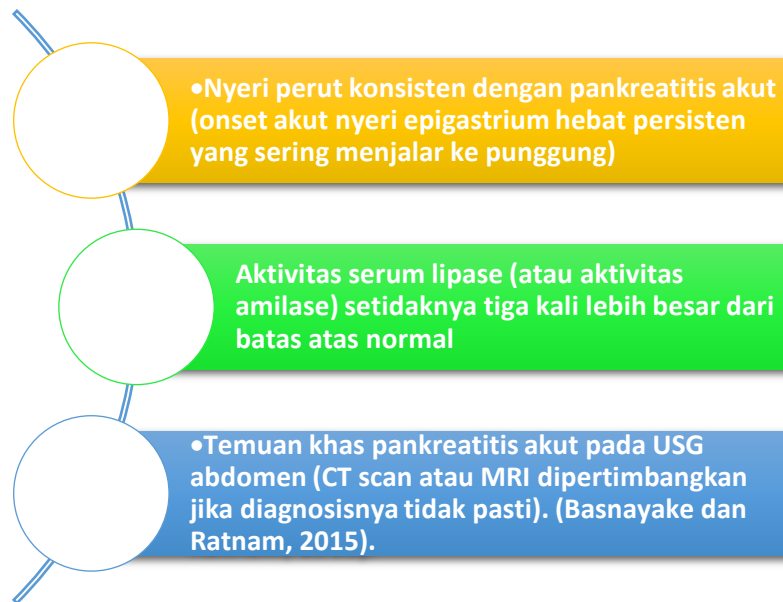 •Nyeri perut konsisten dengan pankreatitis akut
(onset akut nyeri epigastrium hebat persisten
yang sering menjalar ke punggung)
Aktivitas serum lipase (atau aktivitas
amilase) setidaknya tiga kali lebih besar dari
batas atas normal
•Temuan khas pankreatitis akut pada USG
abdomen (CT scan atau MRI dipertimbangkan
jika diagnosisnya tidak pasti). (Basnayake dan
Ratnam, 2015).